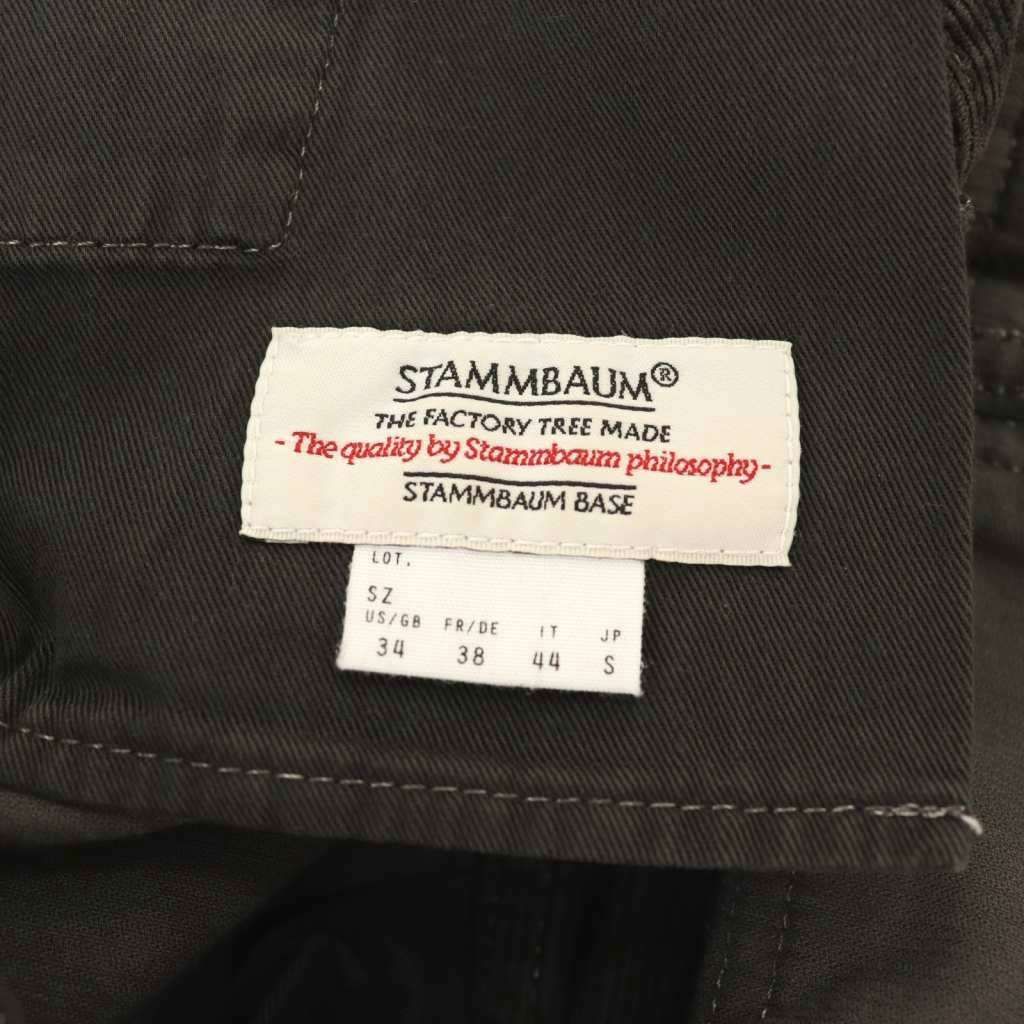 STAMMBAUM®
THE FACTORY TREE MADE
- The quality by Stammbaum philosophy -
STAMMBAUM BASE
LOT.
SZ
US/GB FR/DE IT JP
34 38 44 S